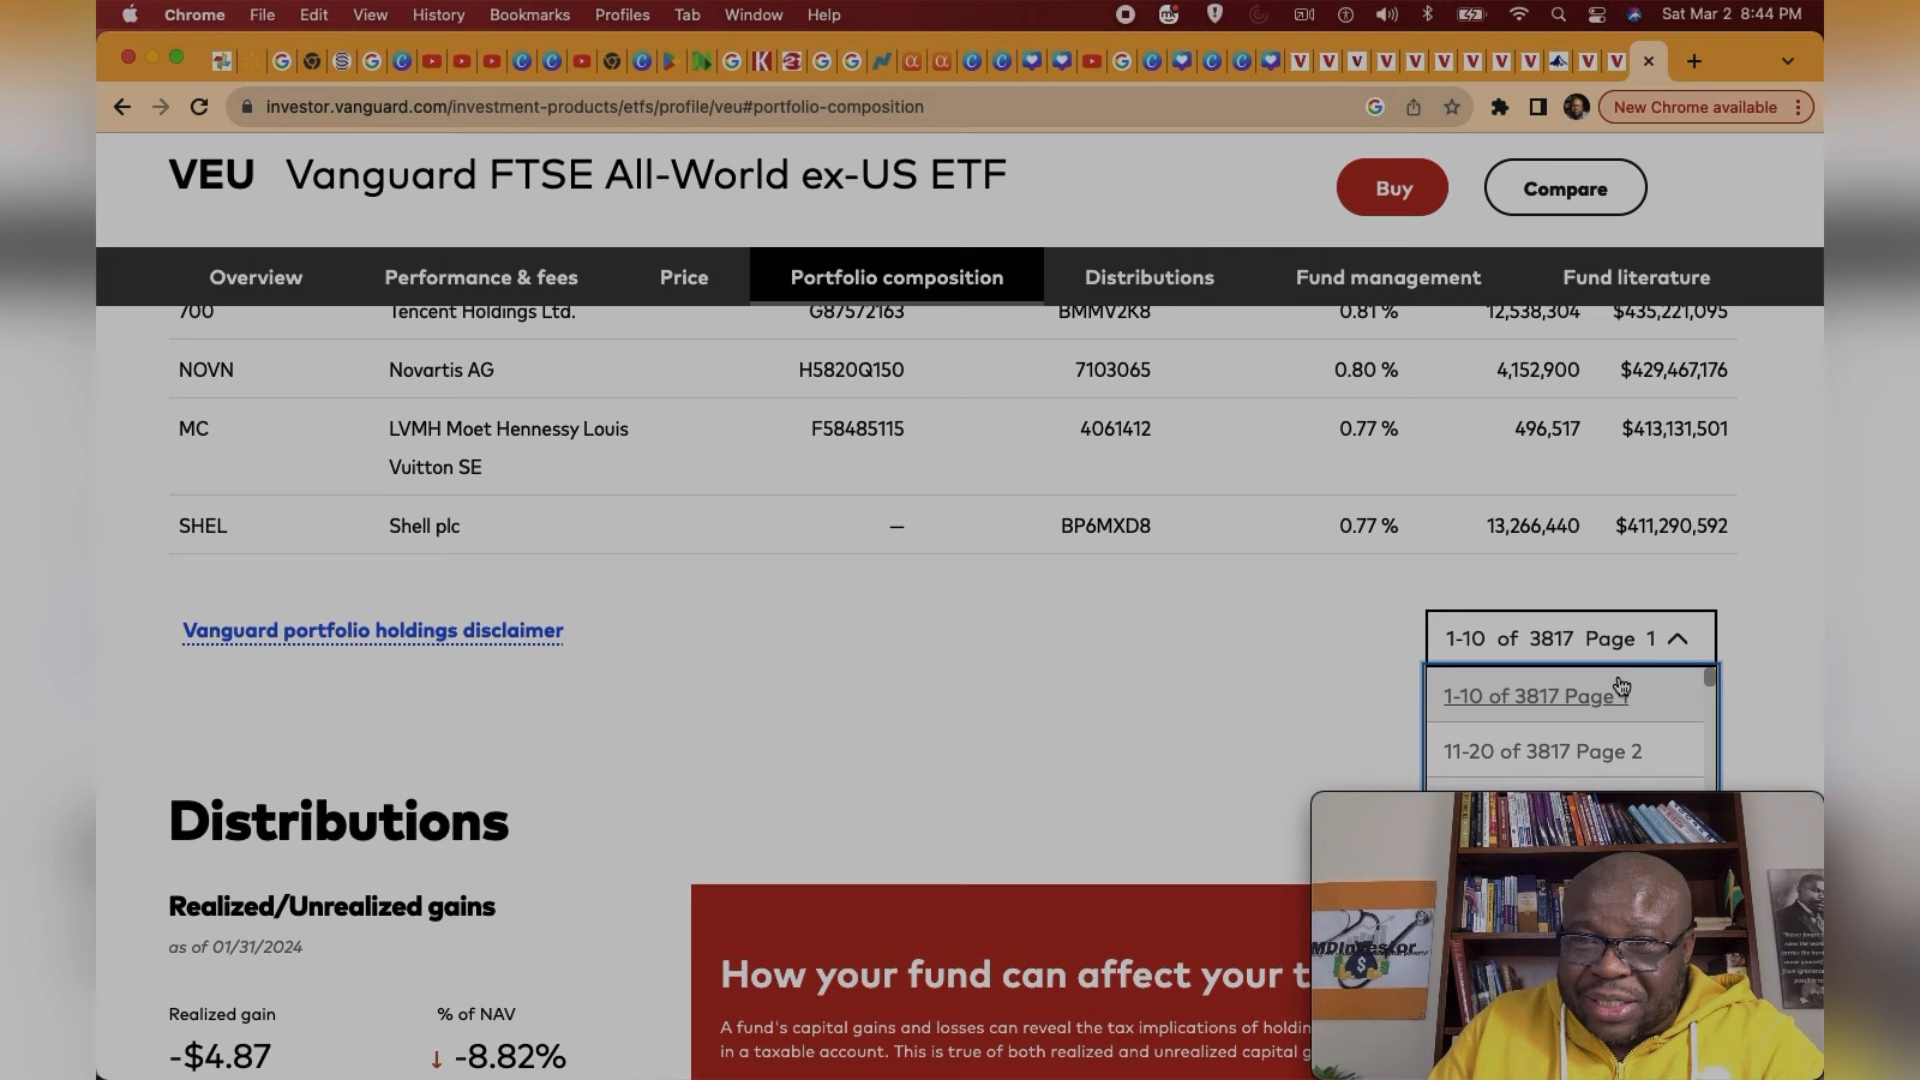 Chrome File Edit View History Bookmarks Profiles Tab Window Help Sat Mar 2 8:44 PM
investor.vanguard.com/investment-products/etfs/profile/veu#portfolio-composition New Chrome available
VEU Vanguard FTSE All-World ex-US ETF Buy Compare
Overview Performance & fees Price Portfolio composition Distributions Fund management Fund literature
700 Tencent Holdings Ltd. G87572163 BMMV2K8 0.81 % 12,538,304 $435,221,095
NOVN Novartis AG H5820Q150 7103065 0.80 % 4,152,900 $429,467,176
MC LVMH Moet Hennessy Louis F58485115 4061412 0.77 % 496,517 $413,131,501
Vuitton SE
SHEL Shell plc – BP6MXD8 0.77 % 13,266,440 $411,290,592
Vanguard portfolio holdings disclaimer 1-10 of 3817 Page 1
1-10 of 3817 Page 1
11-20 of 3817 Page 2
Distributions
Realized/Unrealized gains
as of 01/31/2024
Realized gain % of NAV
-$4.87 -8.82%
How your fund can affect your t
A fund's capital gains and losses can reveal the tax implications of holdin
in a taxable account. This is true of both realized and unrealized capital g
MDInvestor